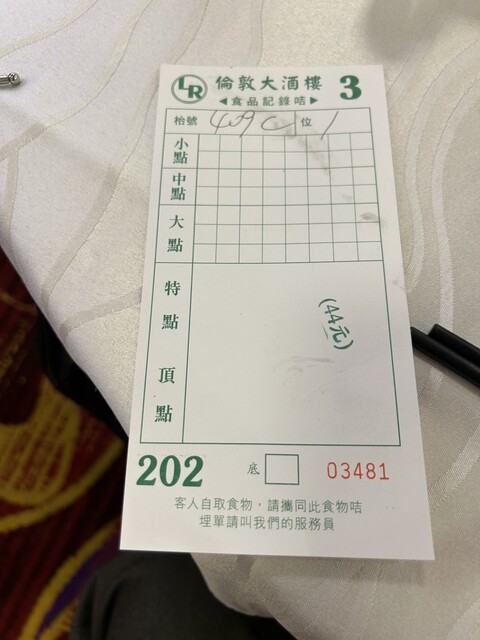 LR 倫敦大酒樓 3
◀食品記錄咭▶
枱號 409C 位 1
小點
中點
大點
特點
(44元)
頂點
202 底 03481
客人自取食物，請攜同此食物咭
埋單請叫我們的服務員